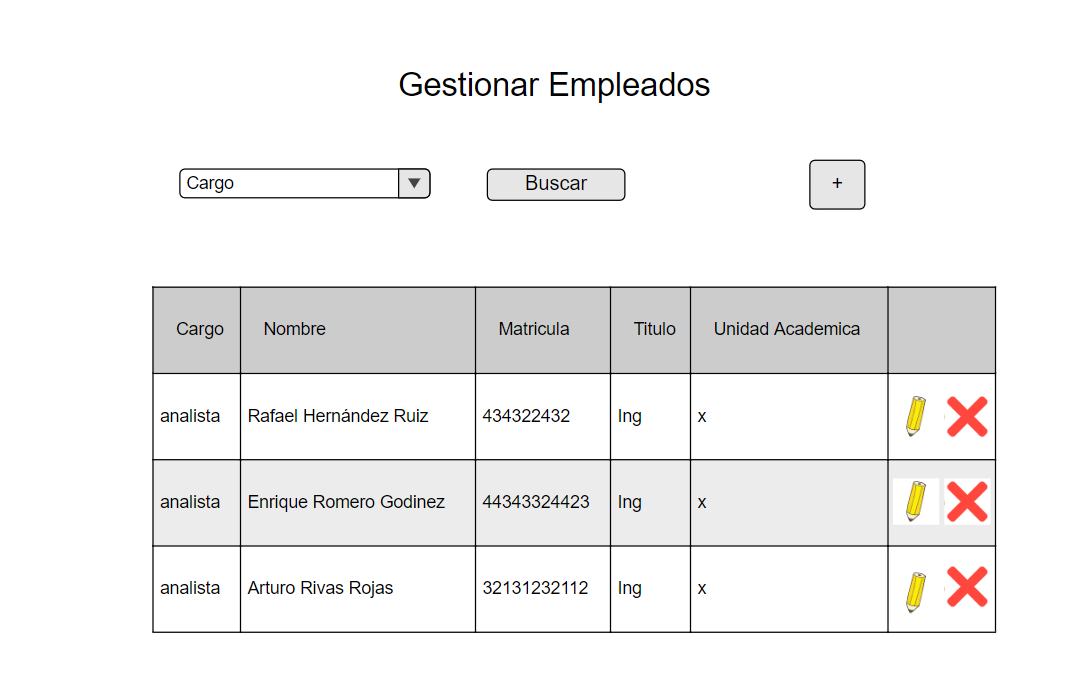 Gestionar Empleados
Cargo Buscar +
Cargo Nombre Matricula Titulo Unidad Academica
analista Rafael Hernández Ruiz 434322432 Ing x
analista Enrique Romero Godinez 44343324423 Ing x
analista Arturo Rivas Rojas 32131232112 Ing x